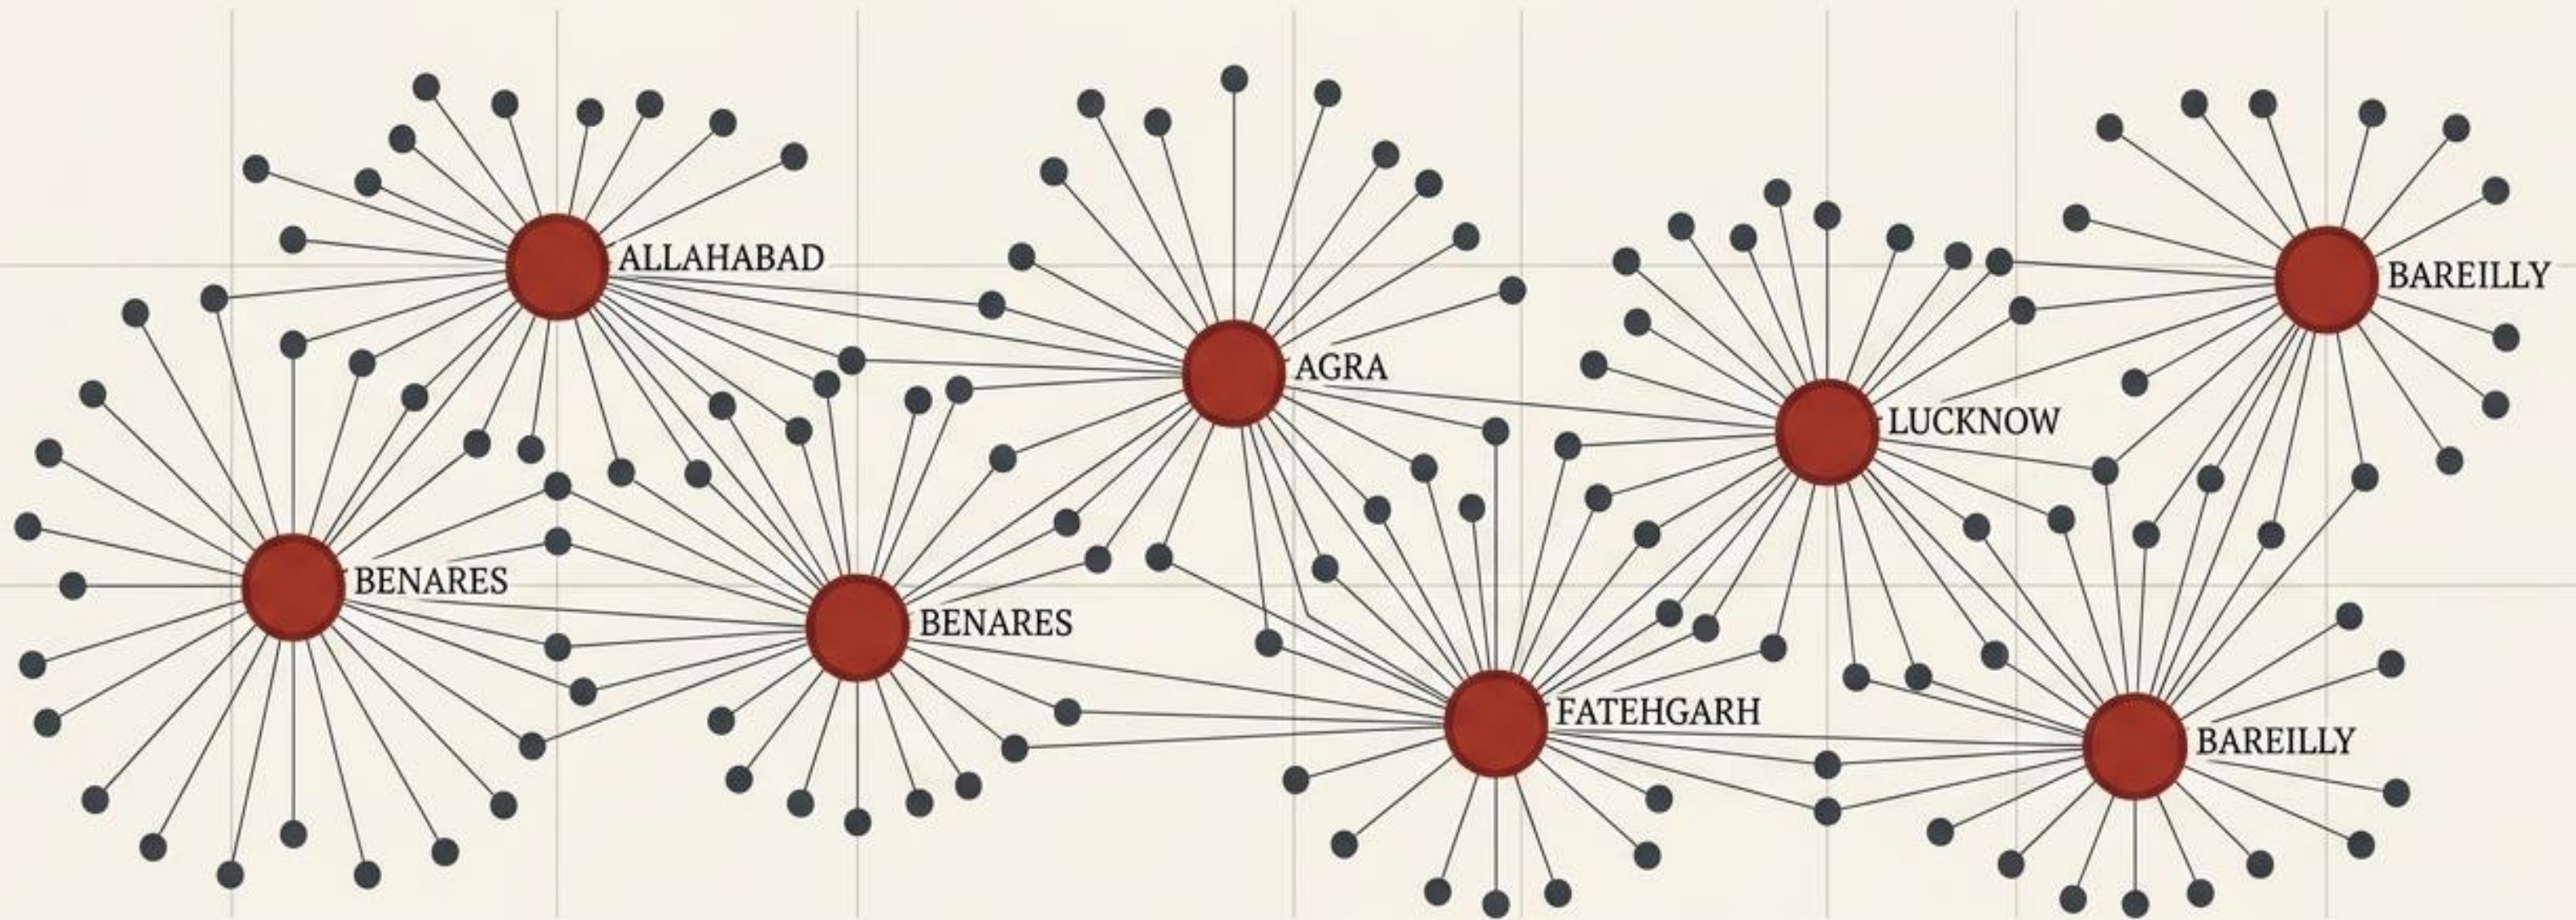 ALLAHABAD
BAREILLY
AGRA
LUCKNOW
BENARES
BENARES
FATEHGARH
BAREILLY